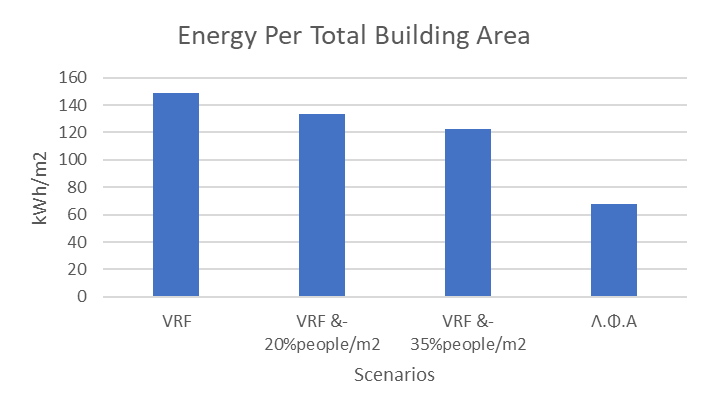 Energy Per Total Building Area
kWh/m2
160
140
120
100
80
60
40
20
0
VRF
VRF &-
20%people/m2
VRF &-
35%people/m2
Λ.Φ.Α
Scenarios